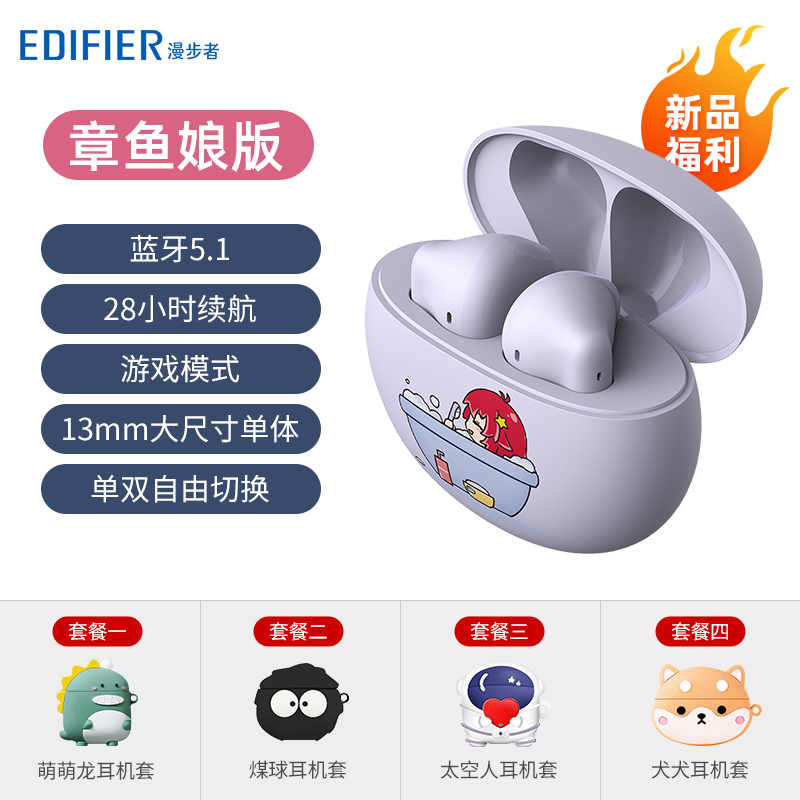 EDIFIER漫步者
新品
福利
章鱼娘版
蓝牙5.1
28小时续航
游戏模式
13mm大尺寸单体
单双自由切换
套餐一
套餐二
套餐三
套餐四
萌萌龙耳机套
煤球耳机套
太空人耳机套
犬犬耳机套